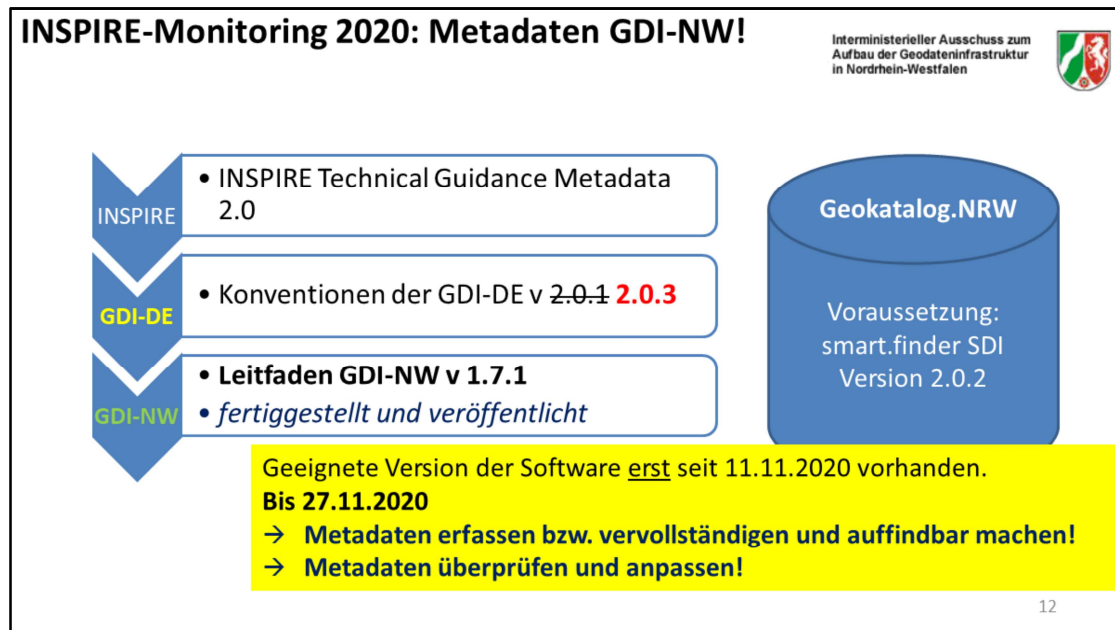 INSPIRE-Monitoring 2020: Metadaten GDI-NW!
Interministerieller Ausschuss zum
Aufbau der Geodateninfrastruktur
in Nordrhein-Westfalen
INSPIRE
• INSPIRE Technical Guidance Metadata
2.0
GDI-DE
• Konventionen der GDI-DE v 2.0.1 2.0.3
GDI-NW
• Leitfaden GDI-NW v 1.7.1
• fertiggestellt und veröffentlicht
Geokatalog.NRW
Voraussetzung:
smart.finder SDI
Version 2.0.2
Geeignete Version der Software erst seit 11.11.2020 vorhanden.
Bis 27.11.2020
→ Metadaten erfassen bzw. vervollständigen und auffindbar machen!
→ Metadaten überprüfen und anpassen!
12